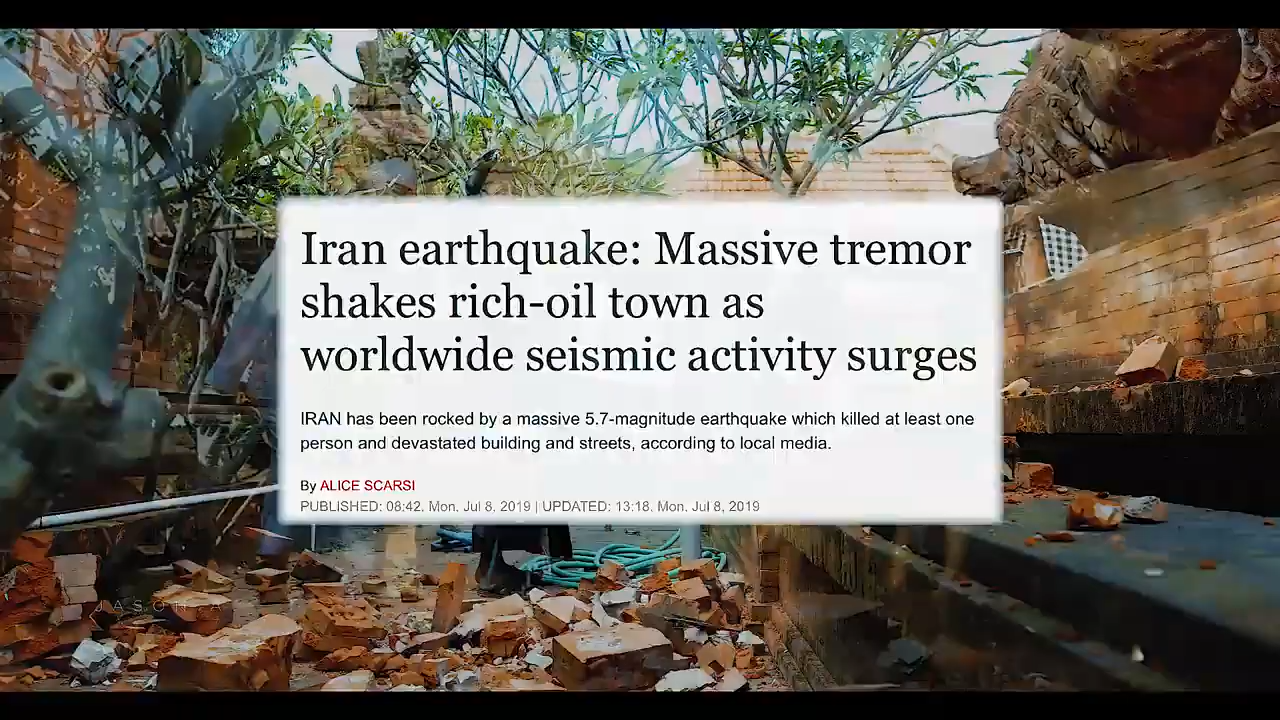 Iran earthquake: Massive tremor
shakes rich-oil town as
worldwide seismic activity surges
IRAN has been rocked by a massive 5.7-magnitude earthquake which killed at least one
person and devastated building and streets, according to local media.
By ALICE SCARSI
PUBLISHED: 08:42, Mon, Jul 8, 2019 | UPDATED: 13:18, Mon, Jul 8, 2019
JASON A